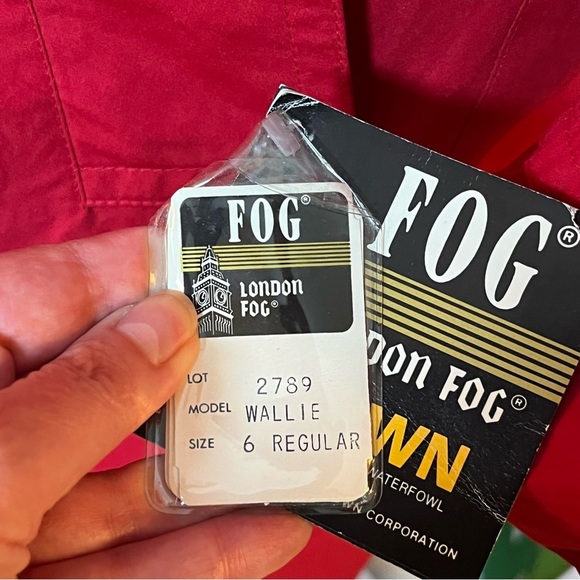 FOG®
LONDON
FOG®
LOT 2789
MODEL WALLIE
SIZE 6 REGULAR
FOG®
DON FOG®
WN
WATERFOWL
N CORPORATION